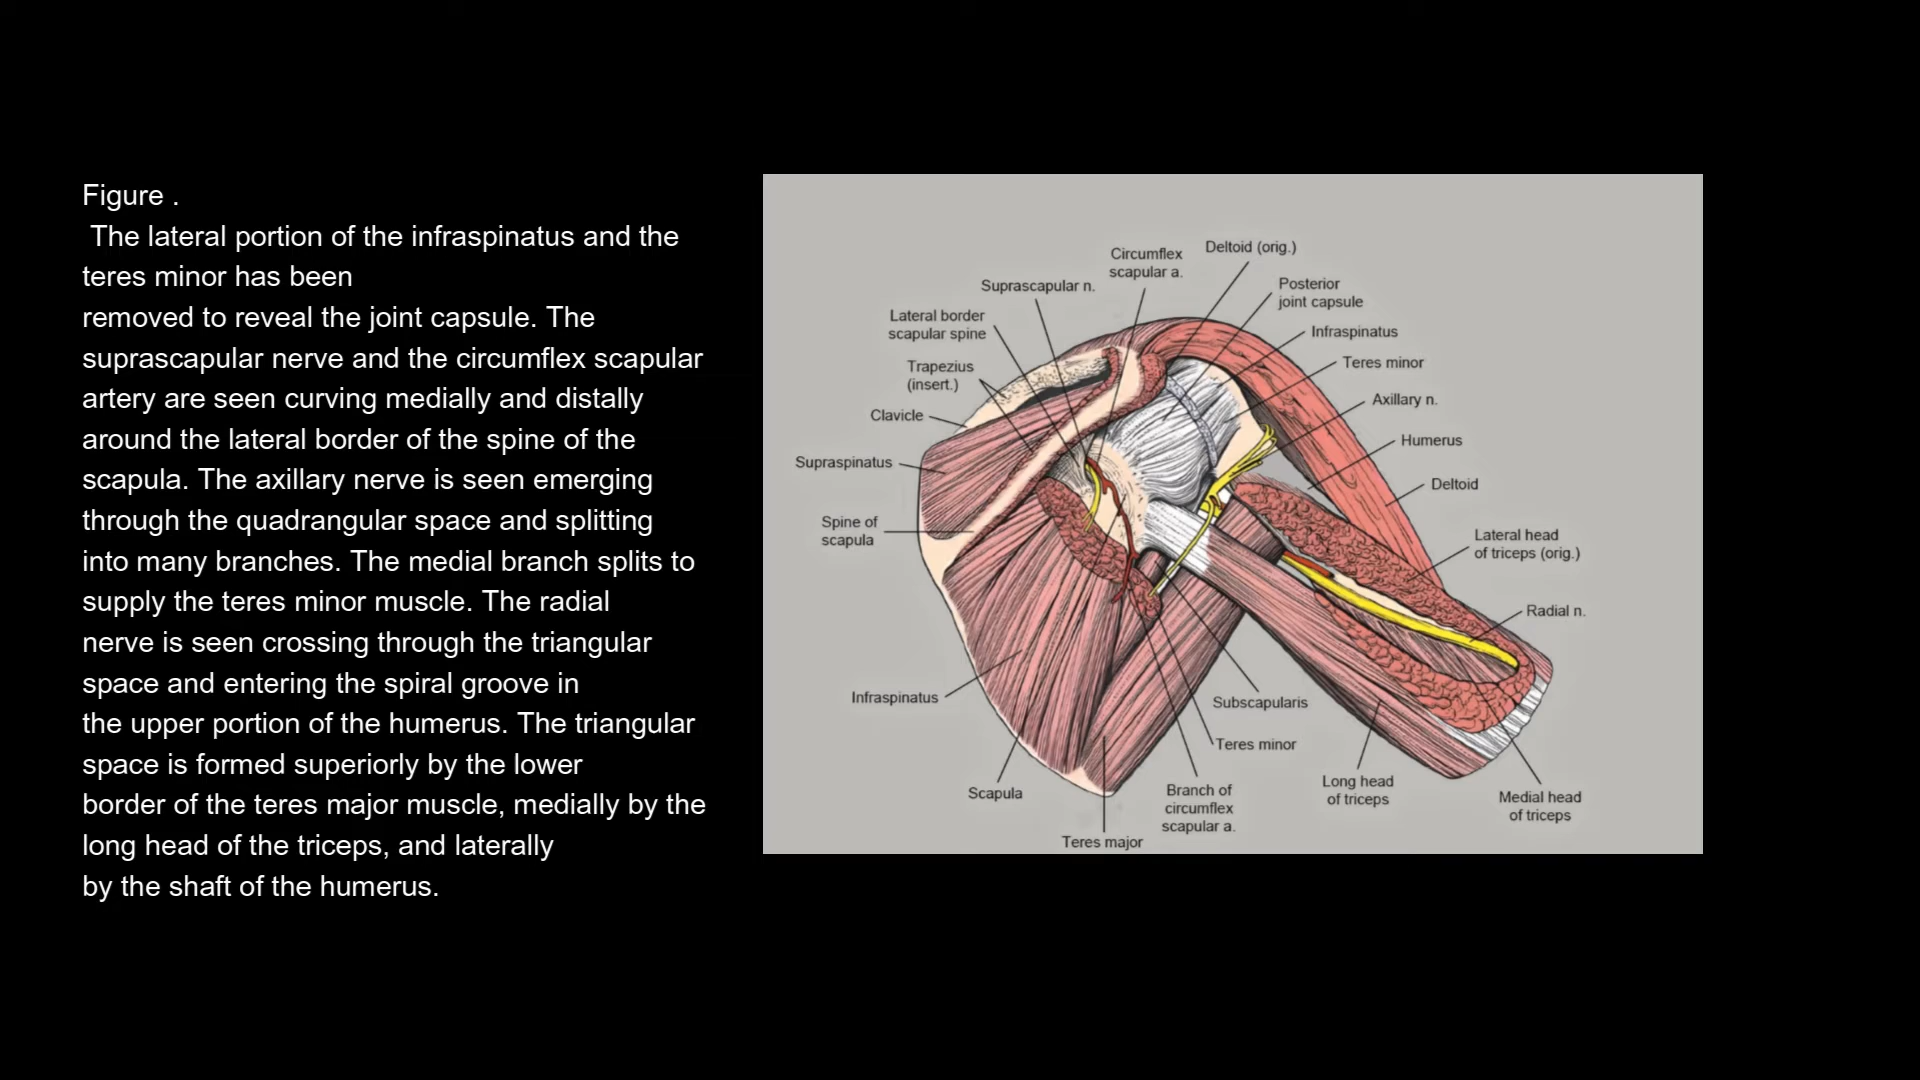 Figure .
The lateral portion of the infraspinatus and the
teres minor has been
removed to reveal the joint capsule. The
suprascapular nerve and the circumflex scapular
artery are seen curving medially and distally
around the lateral border of the spine of the
scapula. The axillary nerve is seen emerging
through the quadrangular space and splitting
into many branches. The medial branch splits to
supply the teres minor muscle. The radial
nerve is seen crossing through the triangular
space and entering the spiral groove in
the upper portion of the humerus. The triangular
space is formed superiorly by the lower
border of the teres major muscle, medially by the
long head of the triceps, and laterally
by the shaft of the humerus.
Deltoid (orig.)
Circumflex
scapular a.
Suprascapular n.
Posterior
joint capsule
Lateral border
scapular spine
Infraspinatus
Trapezius
(insert.)
Teres minor
Axillary n.
Clavicle
Humerus
Supraspinatus
Deltoid
Spine of
scapula
Lateral head
of triceps (orig.)
Radial n.
Infraspinatus
Subscapularis
Teres minor
Scapula
Branch of
circumflex
scapular a.
Long head
of triceps
Medial head
of triceps
Teres major